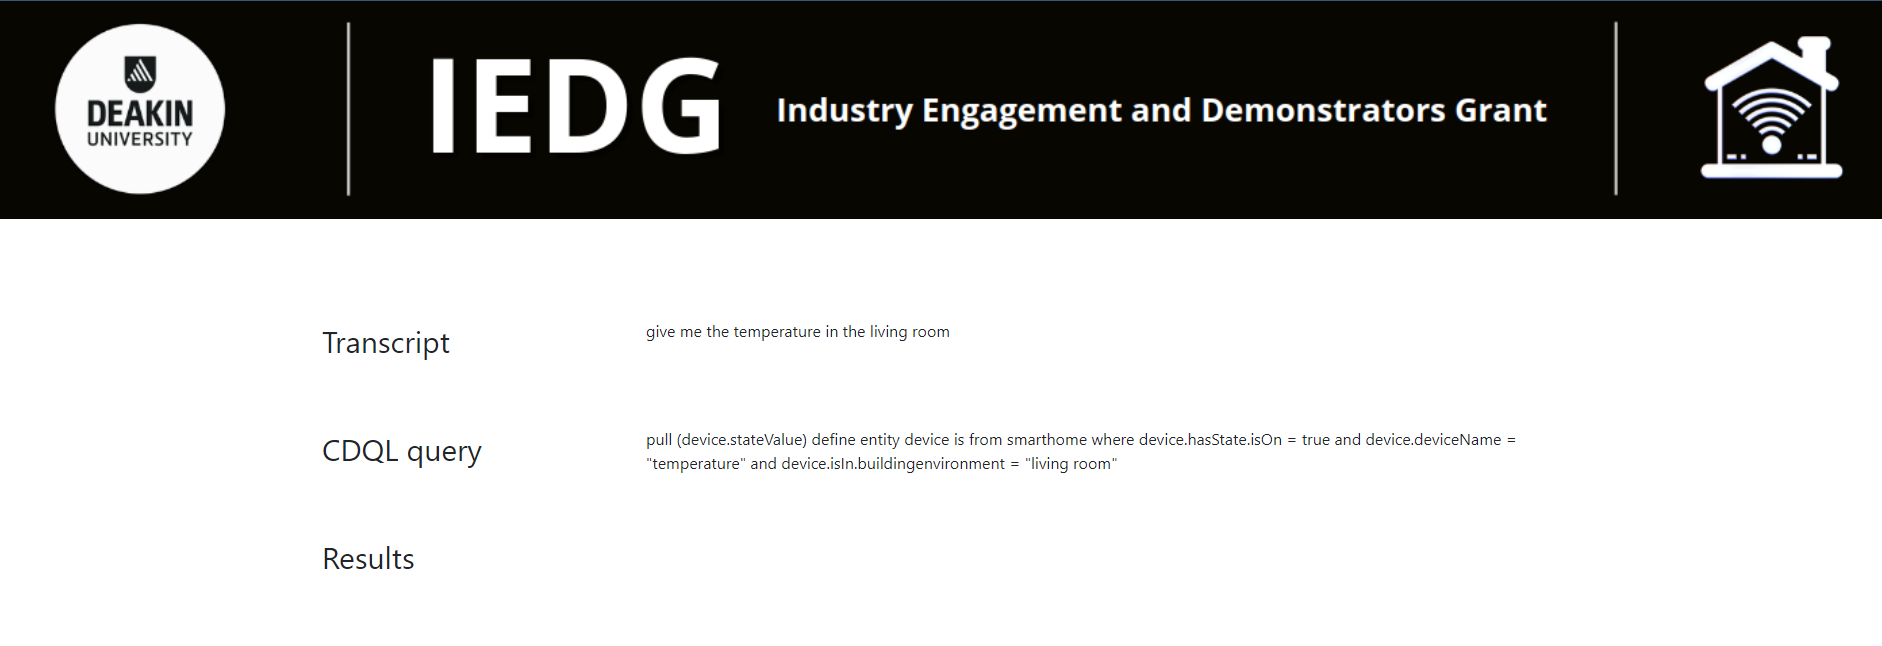 DEAKIN
UNIVERSITY
IEDG
Industry Engagement and Demonstrators Grant
Transcript
give me the temperature in the living room
CDQL query
pull (device.stateValue) define entity device is from smarthome where device.hasState.isOn = true and device.deviceName =
"temperature" and device.isIn.buildingenvironment = "living room"
Results